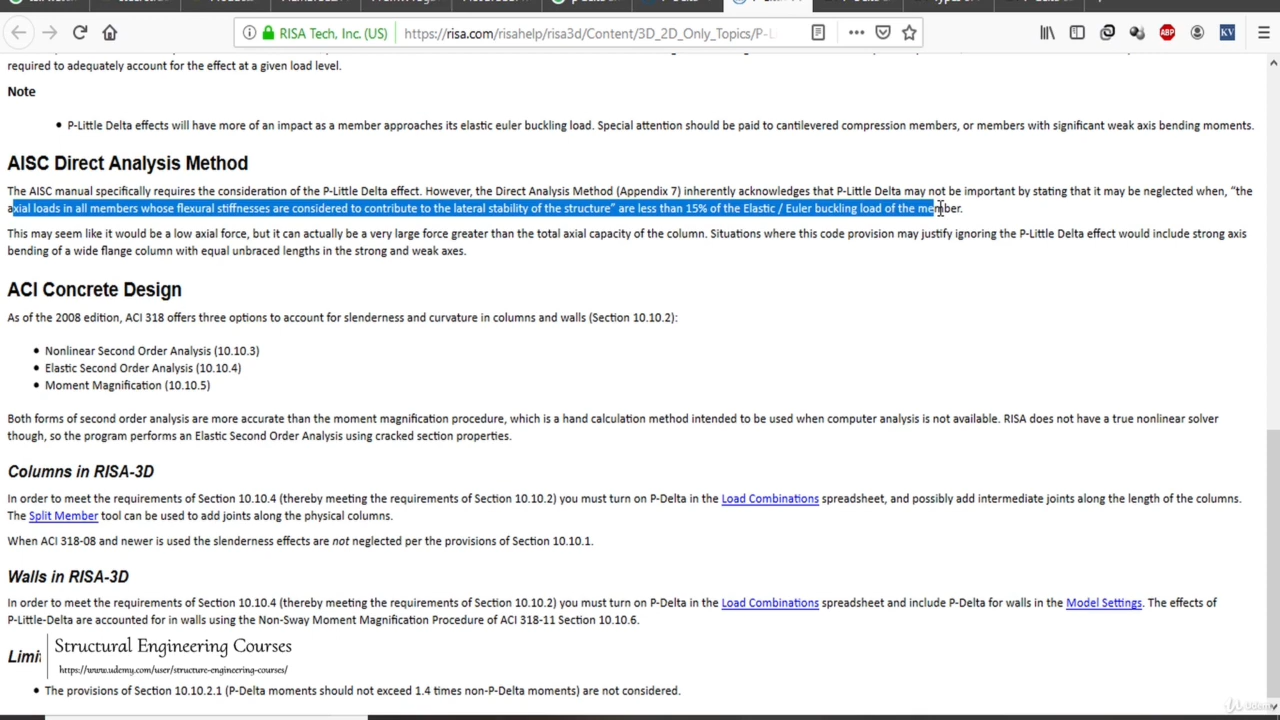 RISA Tech, Inc. (US)
https://risa.com/risahelp/risa3d/Content/3D_2D_Only_Topics/P-L
ABP
KV
required to adequately account for the effect at a given load level.
Note
• P-Little Delta effects will have more of an impact as a member approaches its elastic euler buckling load. Special attention should be paid to cantilevered compression members, or members with significant weak axis bending moments.
AISC Direct Analysis Method
The AISC manual specifically requires the consideration of the P-Little Delta effect. However, the Direct Analysis Method (Appendix 7) inherently acknowledges that P-Little Delta may not be important by stating that it may be neglected when, “the
axial loads in all members whose flexural stiffnesses are considered to contribute to the lateral stability of the structure” are less than 15% of the Elastic / Euler buckling load of the member.
This may seem like it would be a low axial force, but it can actually be a very large force greater than the total axial capacity of the column. Situations where this code provision may justify ignoring the P-Little Delta effect would include strong axis
bending of a wide flange column with equal unbraced lengths in the strong and weak axes.
ACI Concrete Design
As of the 2008 edition, ACI 318 offers three options to account for slenderness and curvature in columns and walls (Section 10.10.2):
• Nonlinear Second Order Analysis (10.10.3)
• Elastic Second Order Analysis (10.10.4)
• Moment Magnification (10.10.5)
Both forms of second order analysis are more accurate than the moment magnification procedure, which is a hand calculation method intended to be used when computer analysis is not available. RISA does not have a true nonlinear solver
though, so the program performs an Elastic Second Order Analysis using cracked section properties.
Columns in RISA-3D
In order to meet the requirements of Section 10.10.4 (thereby meeting the requirements of Section 10.10.2) you must turn on P-Delta in the Load Combinations spreadsheet, and possibly add intermediate joints along the length of the columns.
The Split Member tool can be used to add joints along the physical columns.
When ACI 318-08 and newer is used the slenderness effects are not neglected per the provisions of Section 10.10.1.
Walls in RISA-3D
In order to meet the requirements of Section 10.10.4 (thereby meeting the requirements of Section 10.10.2) you must turn on P-Delta in the Load Combinations spreadsheet and include P-Delta for walls in the Model Settings. The effects of
P-Little-Delta are accounted for in walls using the Non-Sway Moment Magnification Procedure of ACI 318-11 Section 10.10.6.
Limit
Structural Engineering Courses
https://www.udemy.com/user/structure-engineering-courses/
• The provisions of Section 10.10.2.1 (P-Delta moments should not exceed 1.4 times non-P-Delta moments) are not considered.
Udemy